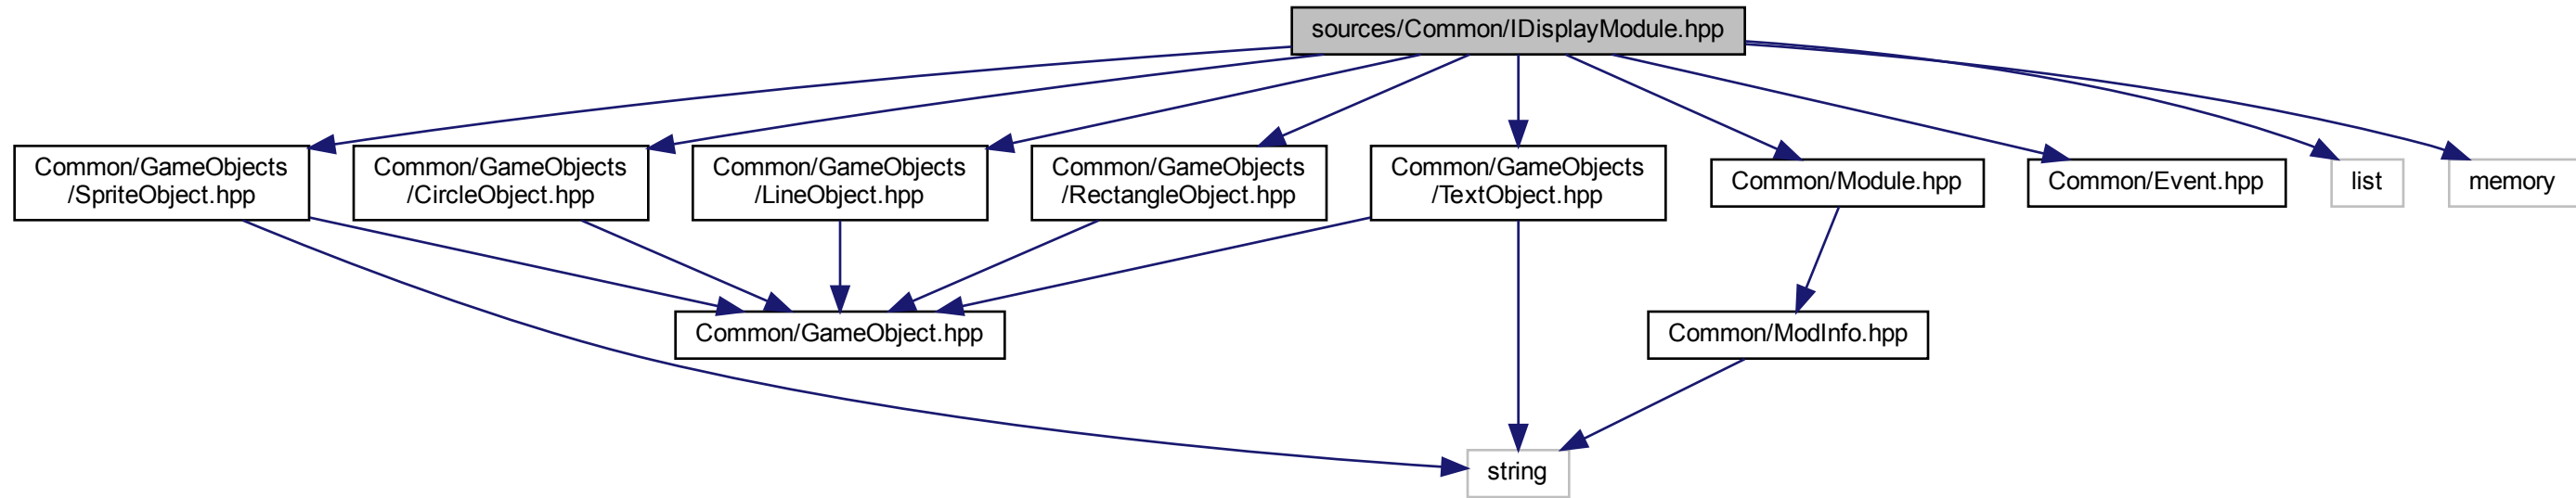 sources/Common/IDisplayModule.hpp
Common/GameObjects
/SpriteObject.hpp
Common/GameObjects
/CircleObject.hpp
Common/GameObjects
/LineObject.hpp
Common/GameObjects
/RectangleObject.hpp
Common/GameObjects
/TextObject.hpp
Common/Module.hpp
Common/Event.hpp
list
memory
Common/GameObject.hpp
Common/ModInfo.hpp
string